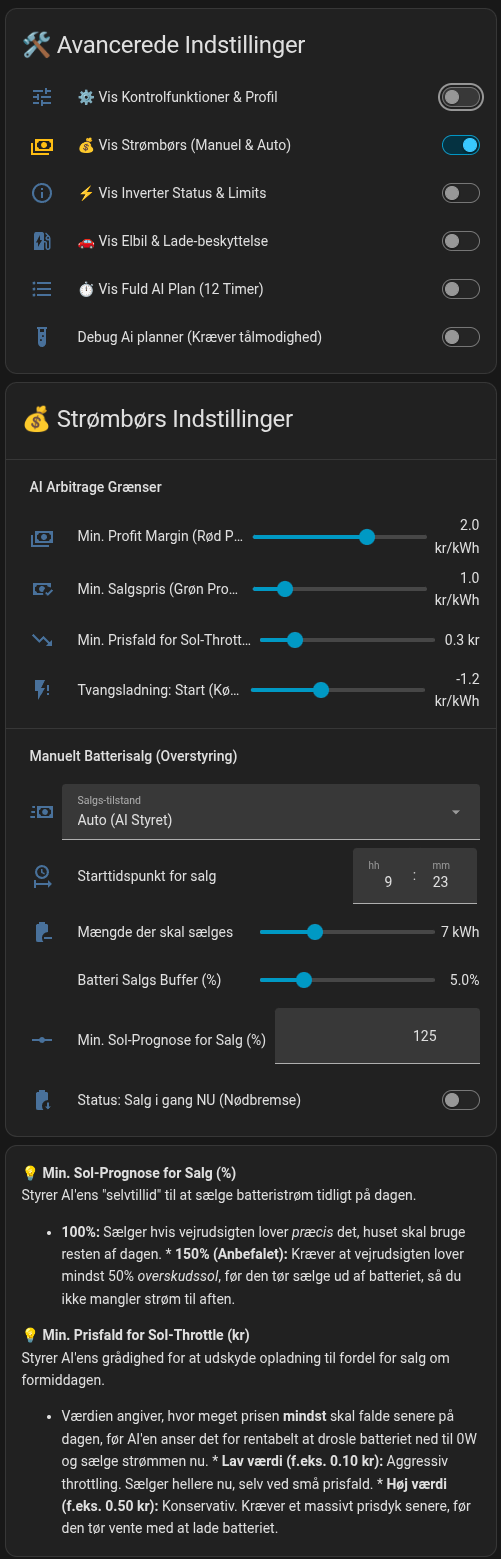 🛠️ Avancerede Indstillinger
⚙️ Vis Kontrolfunktioner & Profil
💰 Vis Strømbørs (Manuel & Auto)
⚡ Vis Inverter Status & Limits
🚗 Vis Elbil & Lade-beskyttelse
⏱️ Vis Fuld AI Plan (12 Timer)
Debug Ai planner (Kræver tålmodighed)
💰 Strømbørs Indstillinger
AI Arbitrage Grænser
Min. Profit Margin (Rød P…
2.0
kr/kWh
Min. Salgspris (Grøn Pro…
1.0
kr/kWh
Min. Prisfald for Sol-Thrott…
0.3 kr
Tvangsladning: Start (Kø…
-1.2
kr/kWh
Manuelt Batterisalg (Overstyring)
Salgs-tilstand
Auto (AI Styret)
Starttidspunkt for salg
hh mm
9 : 23
Mængde der skal sælges
7 kWh
Batteri Salgs Buffer (%)
5.0%
Min. Sol-Prognose for Salg (%)
125
Status: Salg i gang NU (Nødbremse)
💡 Min. Sol-Prognose for Salg (%)
Styrer AI'ens "selvtillid" til at sælge batteristrøm tidligt på dagen.
• 100%: Sælger hvis vejrudsigten lover præcis det, huset skal bruge
resten af dagen. * 150% (Anbefalet): Kræver at vejrudsigten lover
mindst 50% overskudssol, før den tør sælge ud af batteriet, så du
ikke mangler strøm til aften.
💡 Min. Prisfald for Sol-Throttle (kr)
Styrer AI'ens grådighed for at udskyde opladning til fordel for salg om
formiddagen.
• Værdien angiver, hvor meget prisen mindst skal falde senere på
dagen, før AI'en anser det for rentabelt at drosle batteriet ned til 0W
og sælge strømmen nu. * Lav værdi (f.eks. 0.10 kr): Aggressiv
throttling. Sælger hellere nu, selv ved små prisfald. * Høj værdi
(f.eks. 0.50 kr): Konservativ. Kræver et massivt prisdyk senere, før
den tør vente med at lade batteriet.